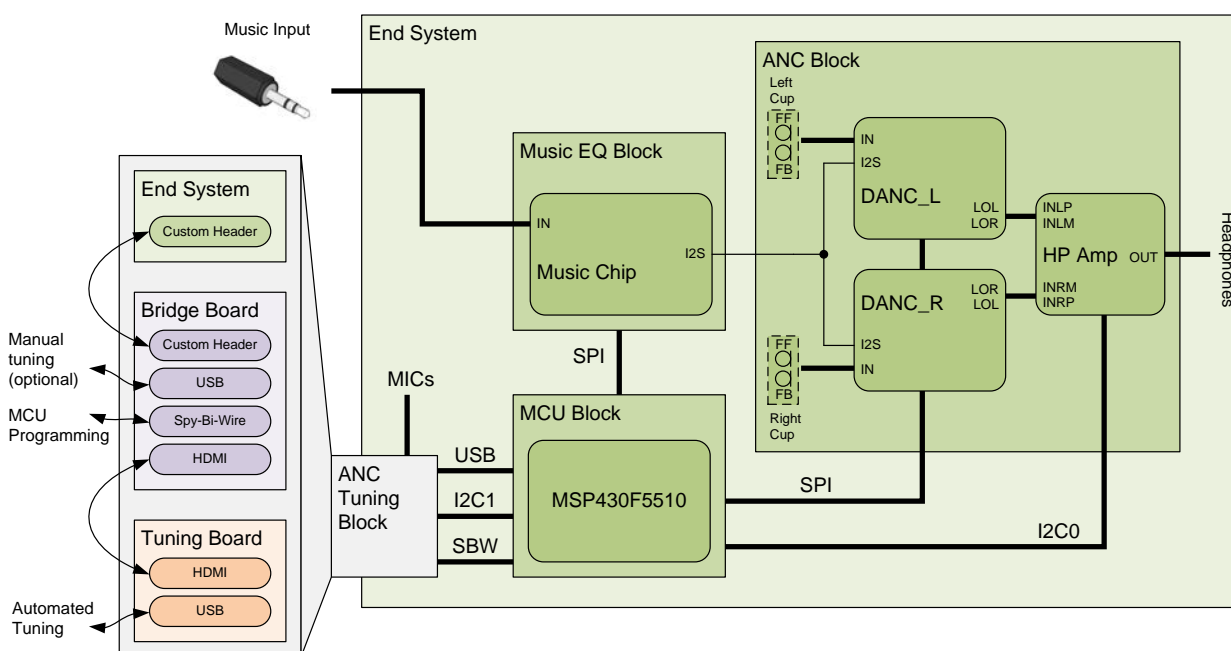 Music Input
End System
ANC Block
Left
Cup
FF
FB
IN
I2S
DANC_L
LOL
LOR
INLP
INLM
HP Amp
OUT
INRM
INRP
Headphones
DANC_R
LOR
LOL
I2S
IN
FF
FB
Right
Cup
Music EQ Block
IN
I2S
Music Chip
SPI
MCU Block
MSP430F5510
SPI
I2C0
MICs
USB
I2C1
SBW
ANC
Tuning
Block
End System
Custom Header
Bridge Board
Custom Header
USB
Spy-Bi-Wire
HDMI
Manual
tuning
(optional)
MCU
Programming
Tuning Board
HDMI
USB
Automated
Tuning